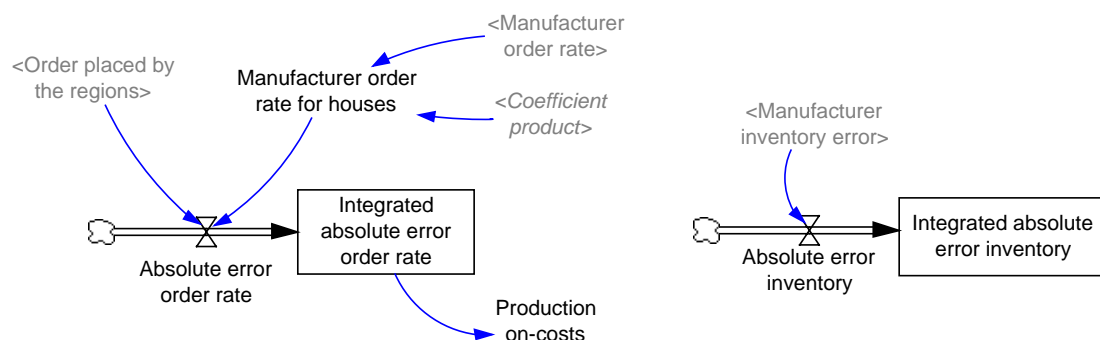 <Manufacturer
order rate>
<Order placed by
the regions>
Manufacturer order
rate for houses
<Coefficient
product>
Integrated
absolute error
order rate
Absolute error
order rate
Production
on-costs
<Manufacturer
inventory error>
Integrated absolute
error inventory
Absolute error
inventory